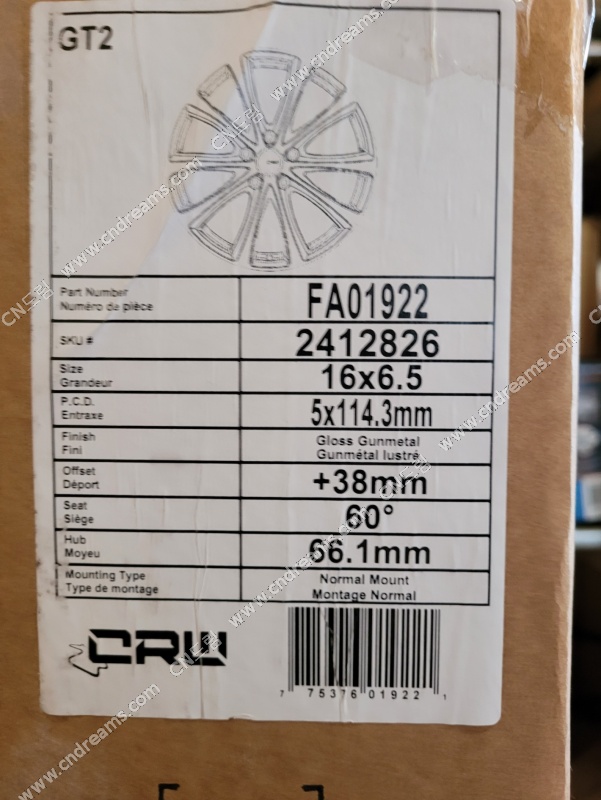 GT2
Part Number
Numéro de pièce
FA01922
SKU #
2412826
Size
Grandeur
16x6.5
P.C.D.
Entraxe
5x114.3mm
Finish
Fini
Gloss Gunmetal
Gunmétal lustré
Offset
Déport
+38mm
Seat
Siège
60°
Hub
Moyeu
66.1mm
Mounting Type
Type de montage
Normal Mount
Montage Normal
CRW
7 75376 01922 1
CN드림 www.cndreams.com